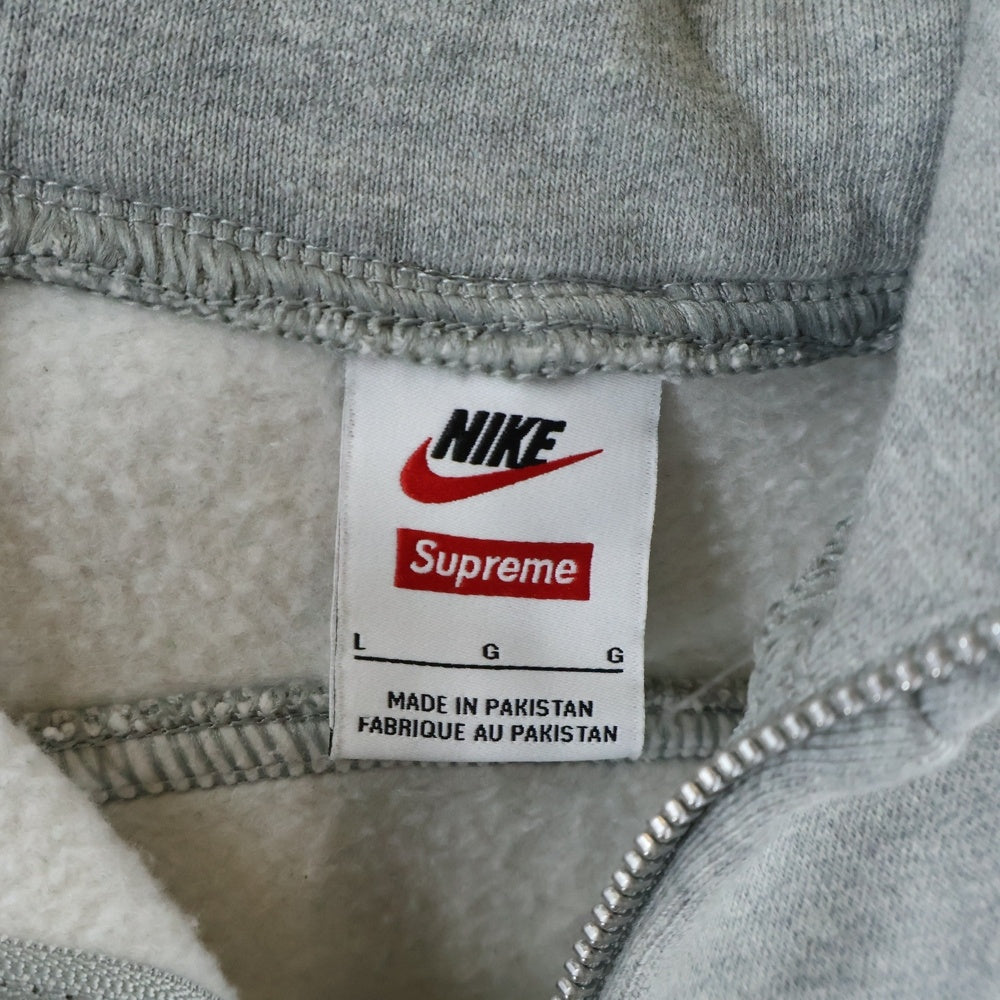 NIKE
Supreme
L G G
MADE IN PAKISTAN
FABRIQUE AU PAKISTAN